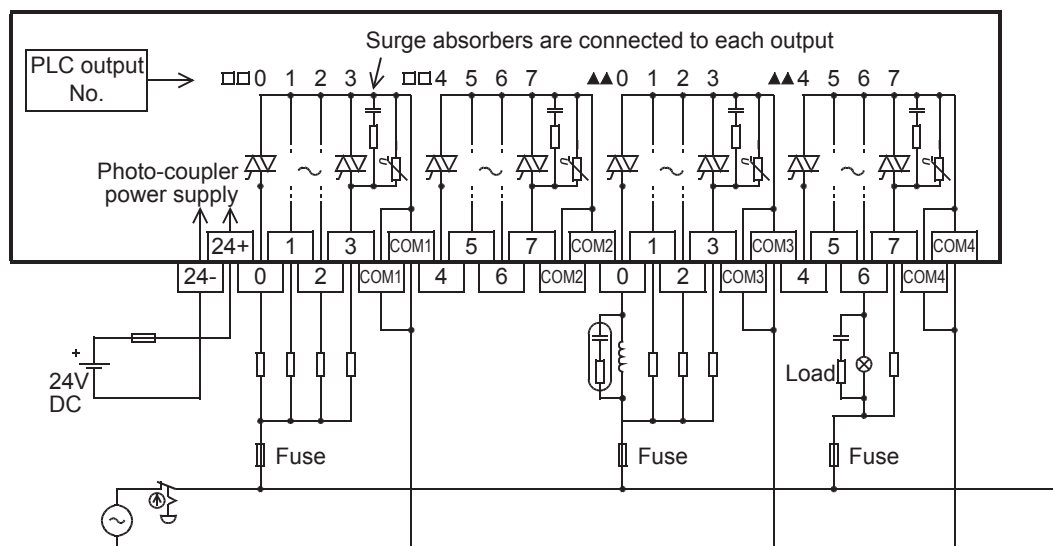 Surge absorbers are connected to each output
PLC output
No.
□□0 1 2 3 □□4 5 6 7 ▲▲0 1 2 3 ▲▲4 5 6 7
Photo-coupler
power supply
24+ 1 3 COM1 5 7 COM2 1 3 COM3 5 7 COM4
24- 0 2 COM1 4 6 COM2 0 2 COM3 4 6 COM4
+
24V
DC
Load
Fuse Fuse Fuse